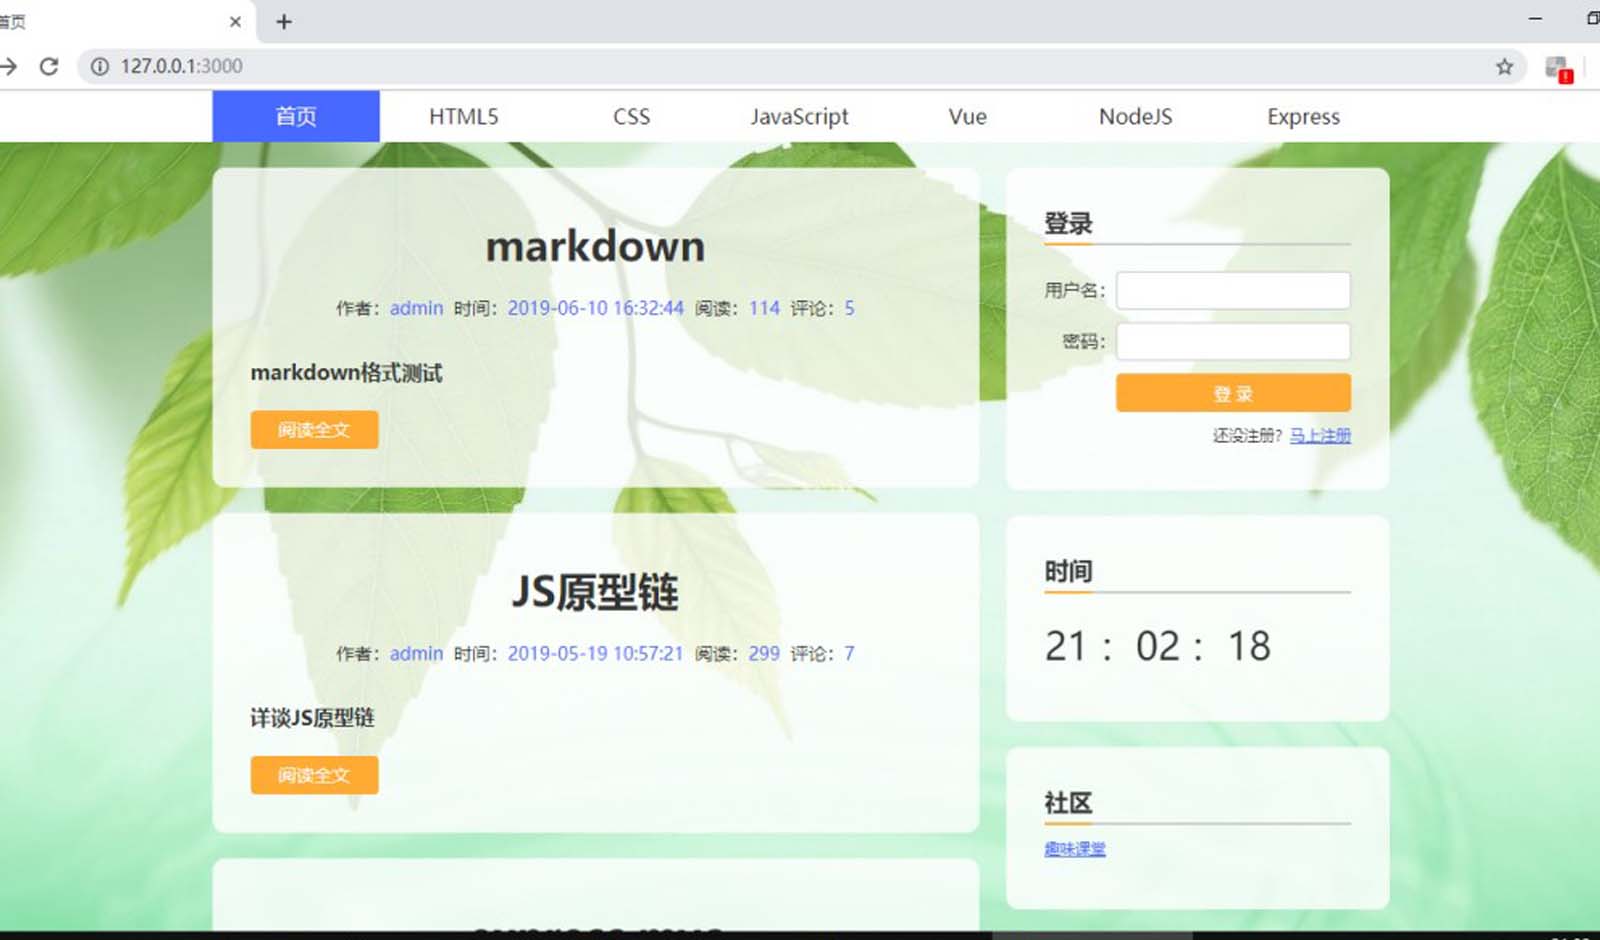 首页
127.0.0.1:3000
首页 HTML5 CSS JavaScript Vue NodeJS Express
markdown
作者：admin 时间：2019-06-10 16:32:44 阅读：114 评论：5
markdown格式测试
阅读全文
JS原型链
作者：admin 时间：2019-05-19 10:57:21 阅读：299 评论：7
详谈JS原型链
阅读全文
登录
用户名：
密码：
登 录
还没注册？马上注册
时间
21： 02： 18
社区
趣味课堂